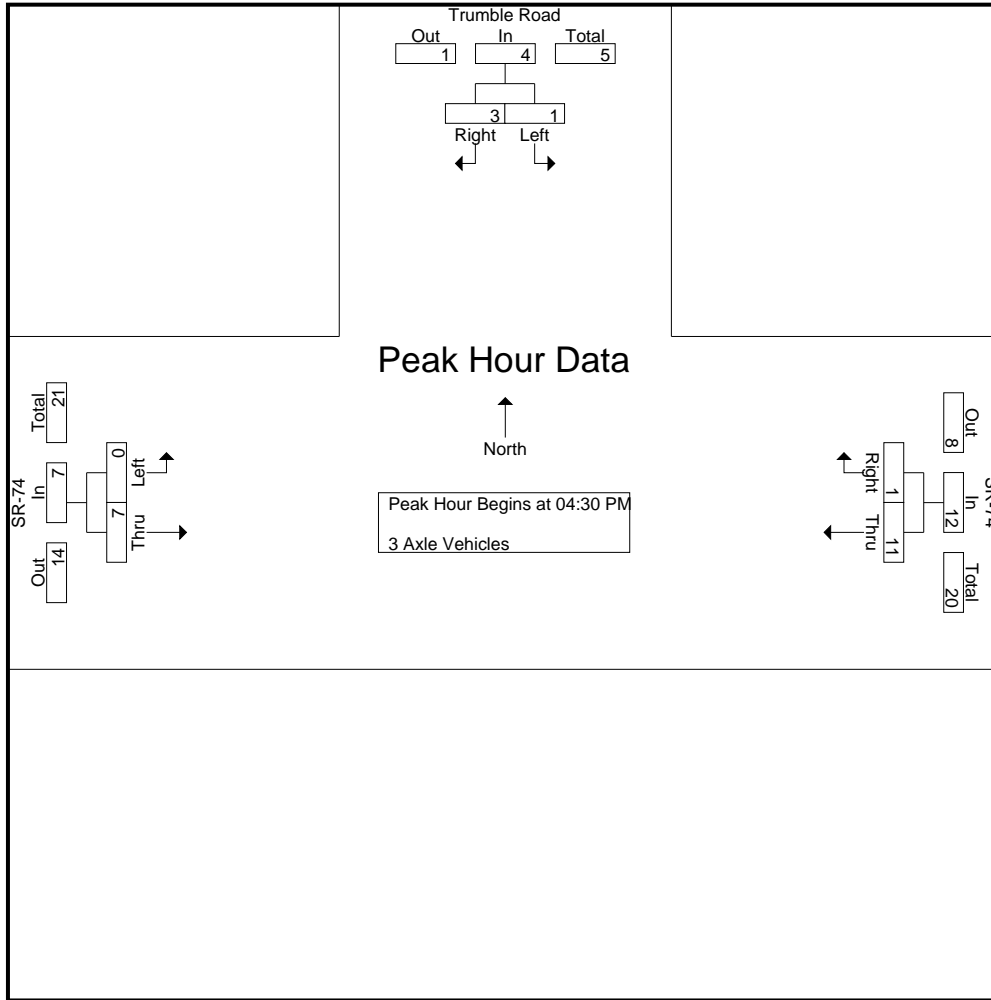 Trumble Road
Out In Total
1 4 5
3 1
Right Left
Peak Hour Data
North
Peak Hour Begins at 04:30 PM
3 Axle Vehicles
SR-74
Out In Total
14 7 21
7 0
Thru Left
SR-74
Out In Total
8 12 20
1 11
Right Thru